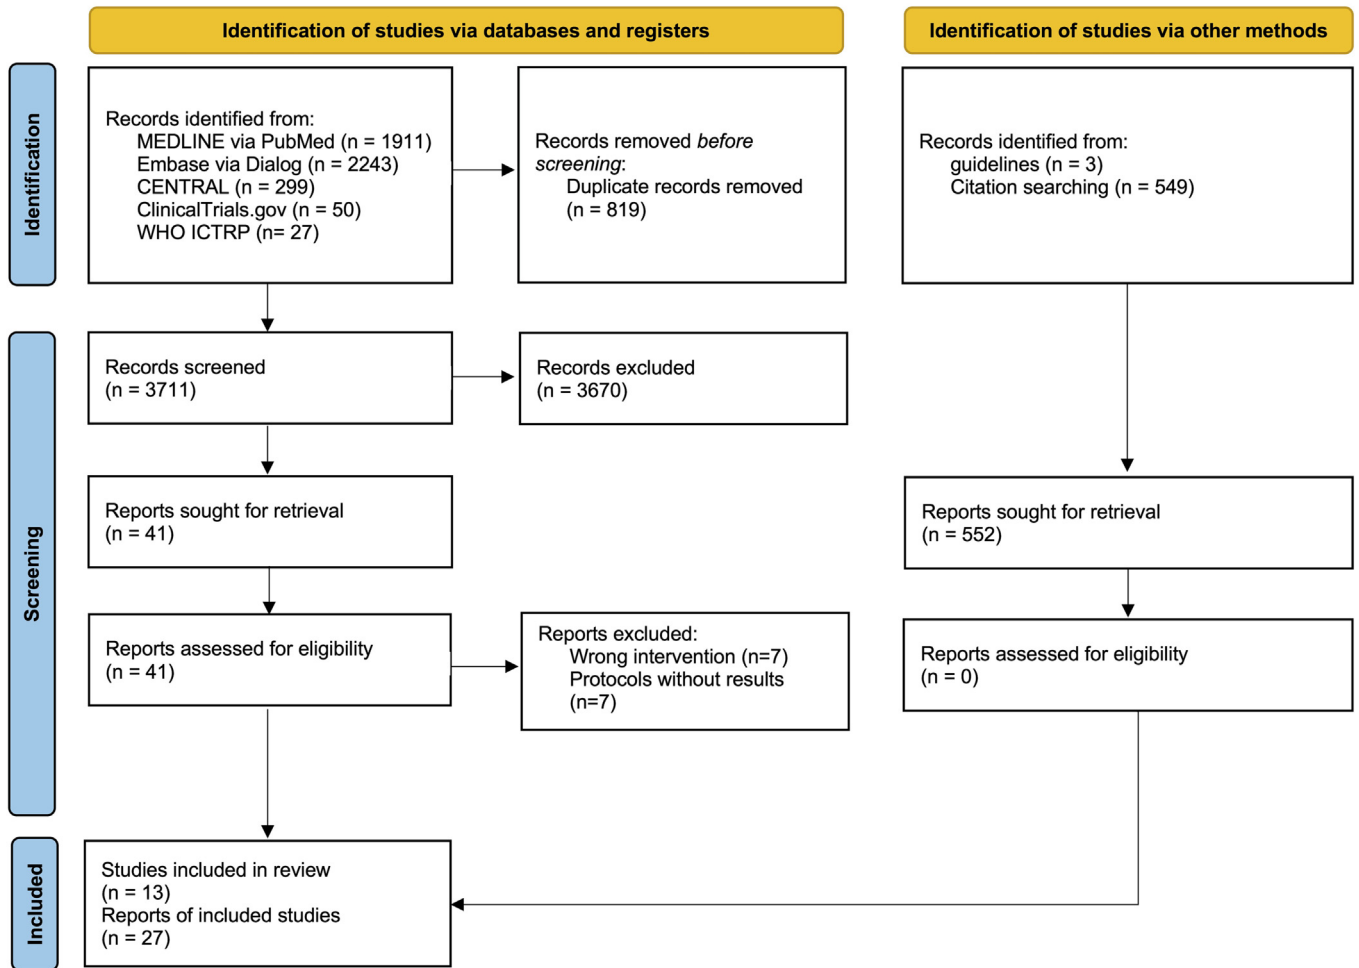 Identification of studies via databases and registers
Identification of studies via other methods
Identification
Records identified from:
MEDLINE via PubMed (n = 1911)
Embase via Dialog (n = 2243)
CENTRAL (n = 299)
ClinicalTrials.gov (n = 50)
WHO ICTRP (n= 27)
Records removed before
screening:
Duplicate records removed
(n = 819)
Records identified from:
guidelines (n = 3)
Citation searching (n = 549)
Screening
Records screened
(n = 3711)
Records excluded
(n = 3670)
Reports sought for retrieval
(n = 41)
Reports sought for retrieval
(n = 552)
Reports assessed for eligibility
(n = 41)
Reports excluded:
Wrong intervention (n=7)
Protocols without results
(n=7)
Reports assessed for eligibility
(n = 0)
Included
Studies included in review
(n = 13)
Reports of included studies
(n = 27)